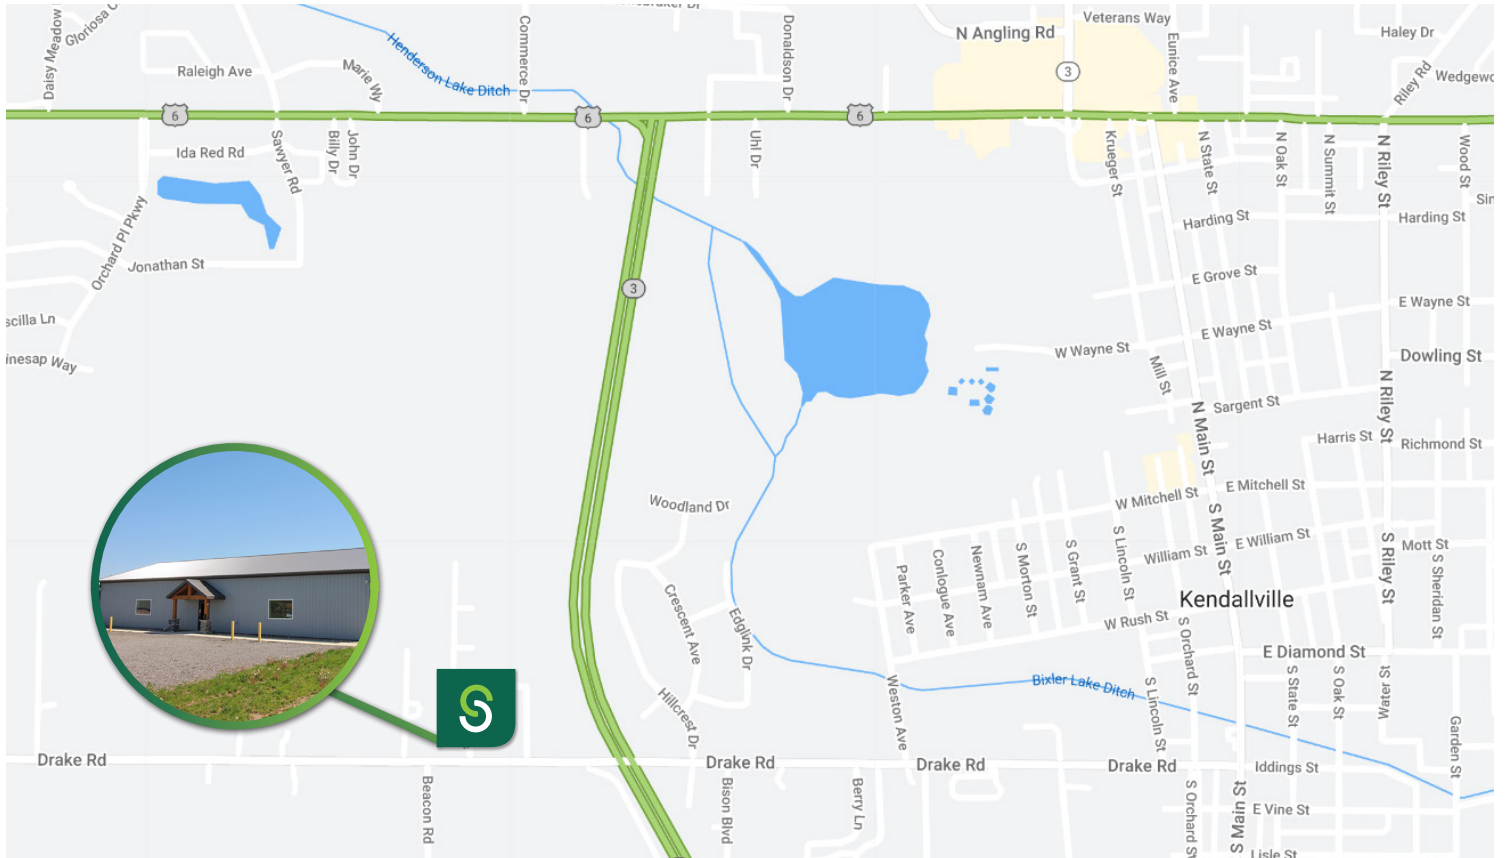 Daisy Meadow
Gloriosa
Raleigh Ave
Marie Wy
Henderson Lake Ditch
Commerce Dr
Donaldson Dr
N Angling Rd
Veterans Way
Eunice Ave
Haley Dr
Riley Rd
3
6
6
6
Ida Red Rd
Sawyer Rd
Billy Dr
John Dr
Uhl Dr
Krueger St
N State St
N Oak St
N Summit St
N Riley St
Wood St
Orchard Pl Pkwy
Jonathan St
Harding St
Harding St
E Grove St
3
E Wayne St
E Wayne St
W Wayne St
Mill St
Dowling St
N Riley St
Sargent St
N Main St
Harris St
Richmond St
Woodland Dr
W Mitchell St
E Mitchell St
S Main St
Parker Ave
Conlogue Ave
Newnam Ave
S Morton St
S Grant St
S Lincoln St
William St
E William St
S Riley St
Mott St
S Sheridan St
Crescent Ave
Edglink Dr
Kendallville
W Rush St
S Orchard St
E Diamond St
Hillcrest Dr
Weston Ave
Bixler Lake Ditch
S Lincoln St
S State St
S Oak St
Water St
Garden St
S
Drake Rd
Drake Rd
Drake Rd
Drake Rd
Iddings St
Beacon Rd
Bison Blvd
Berry Ln
S Orchard St
S Main St
E Vine St
Lisle St